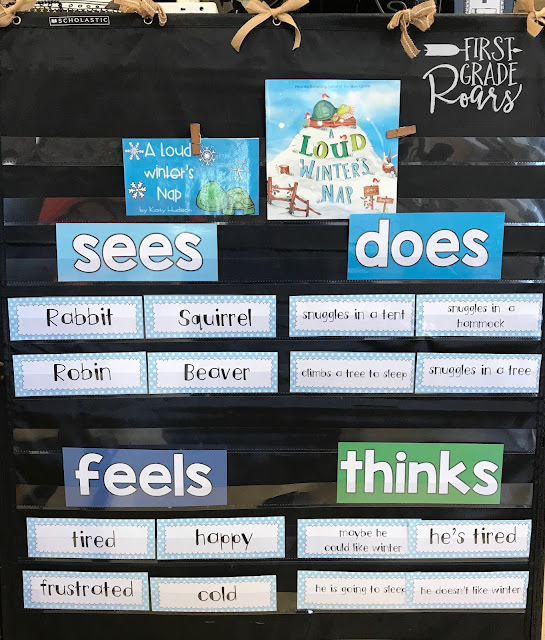 SCHOLASTIC
FIRST
GRADE
Roars
A Loud
winter's
Nap
by Katy Hudson
A
LOUD
WINTER'S
NAP
sees
does
Rabbit
Squirrel
snuggles in a tent
snuggles in a
hammock
Robin
Beaver
climbs a tree to sleep
snuggles in a tree
feels
thinks
tired
happy
maybe he
could like winter
he's tired
frustrated
cold
he is going to sleep
he doesn't like winter